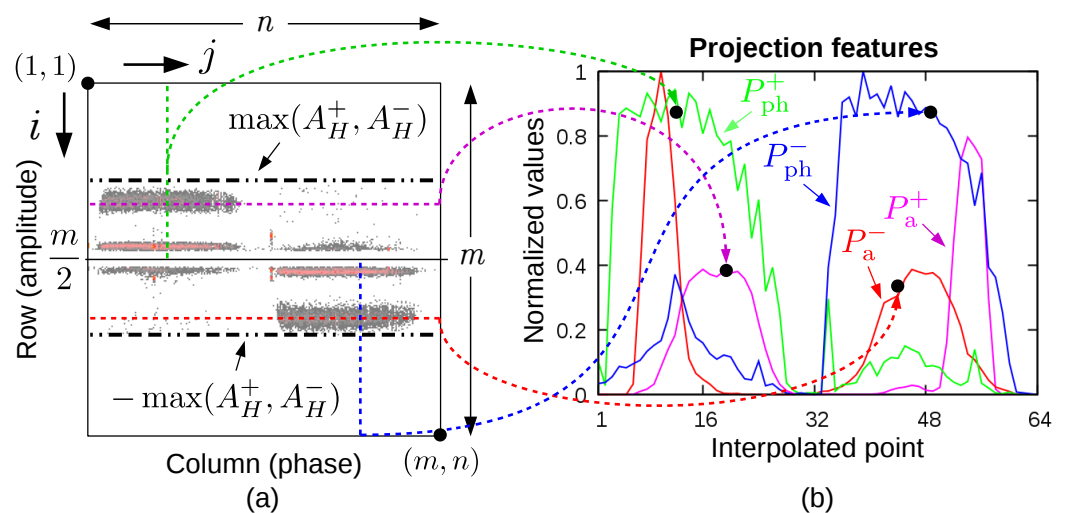 n
j
(1, 1)
i
max(A_H^+, A_H^-)
Row (amplitude)
m/2
m
− max(A_H^+, A_H^-)
Column (phase)
(m, n)
(a)
Projection features
Normalized values
1
0.8
0.6
0.4
0.2
0
P_ph^+
P_ph^-
P_a^+
P_a^-
1 16 32 48 64
Interpolated point
(b)